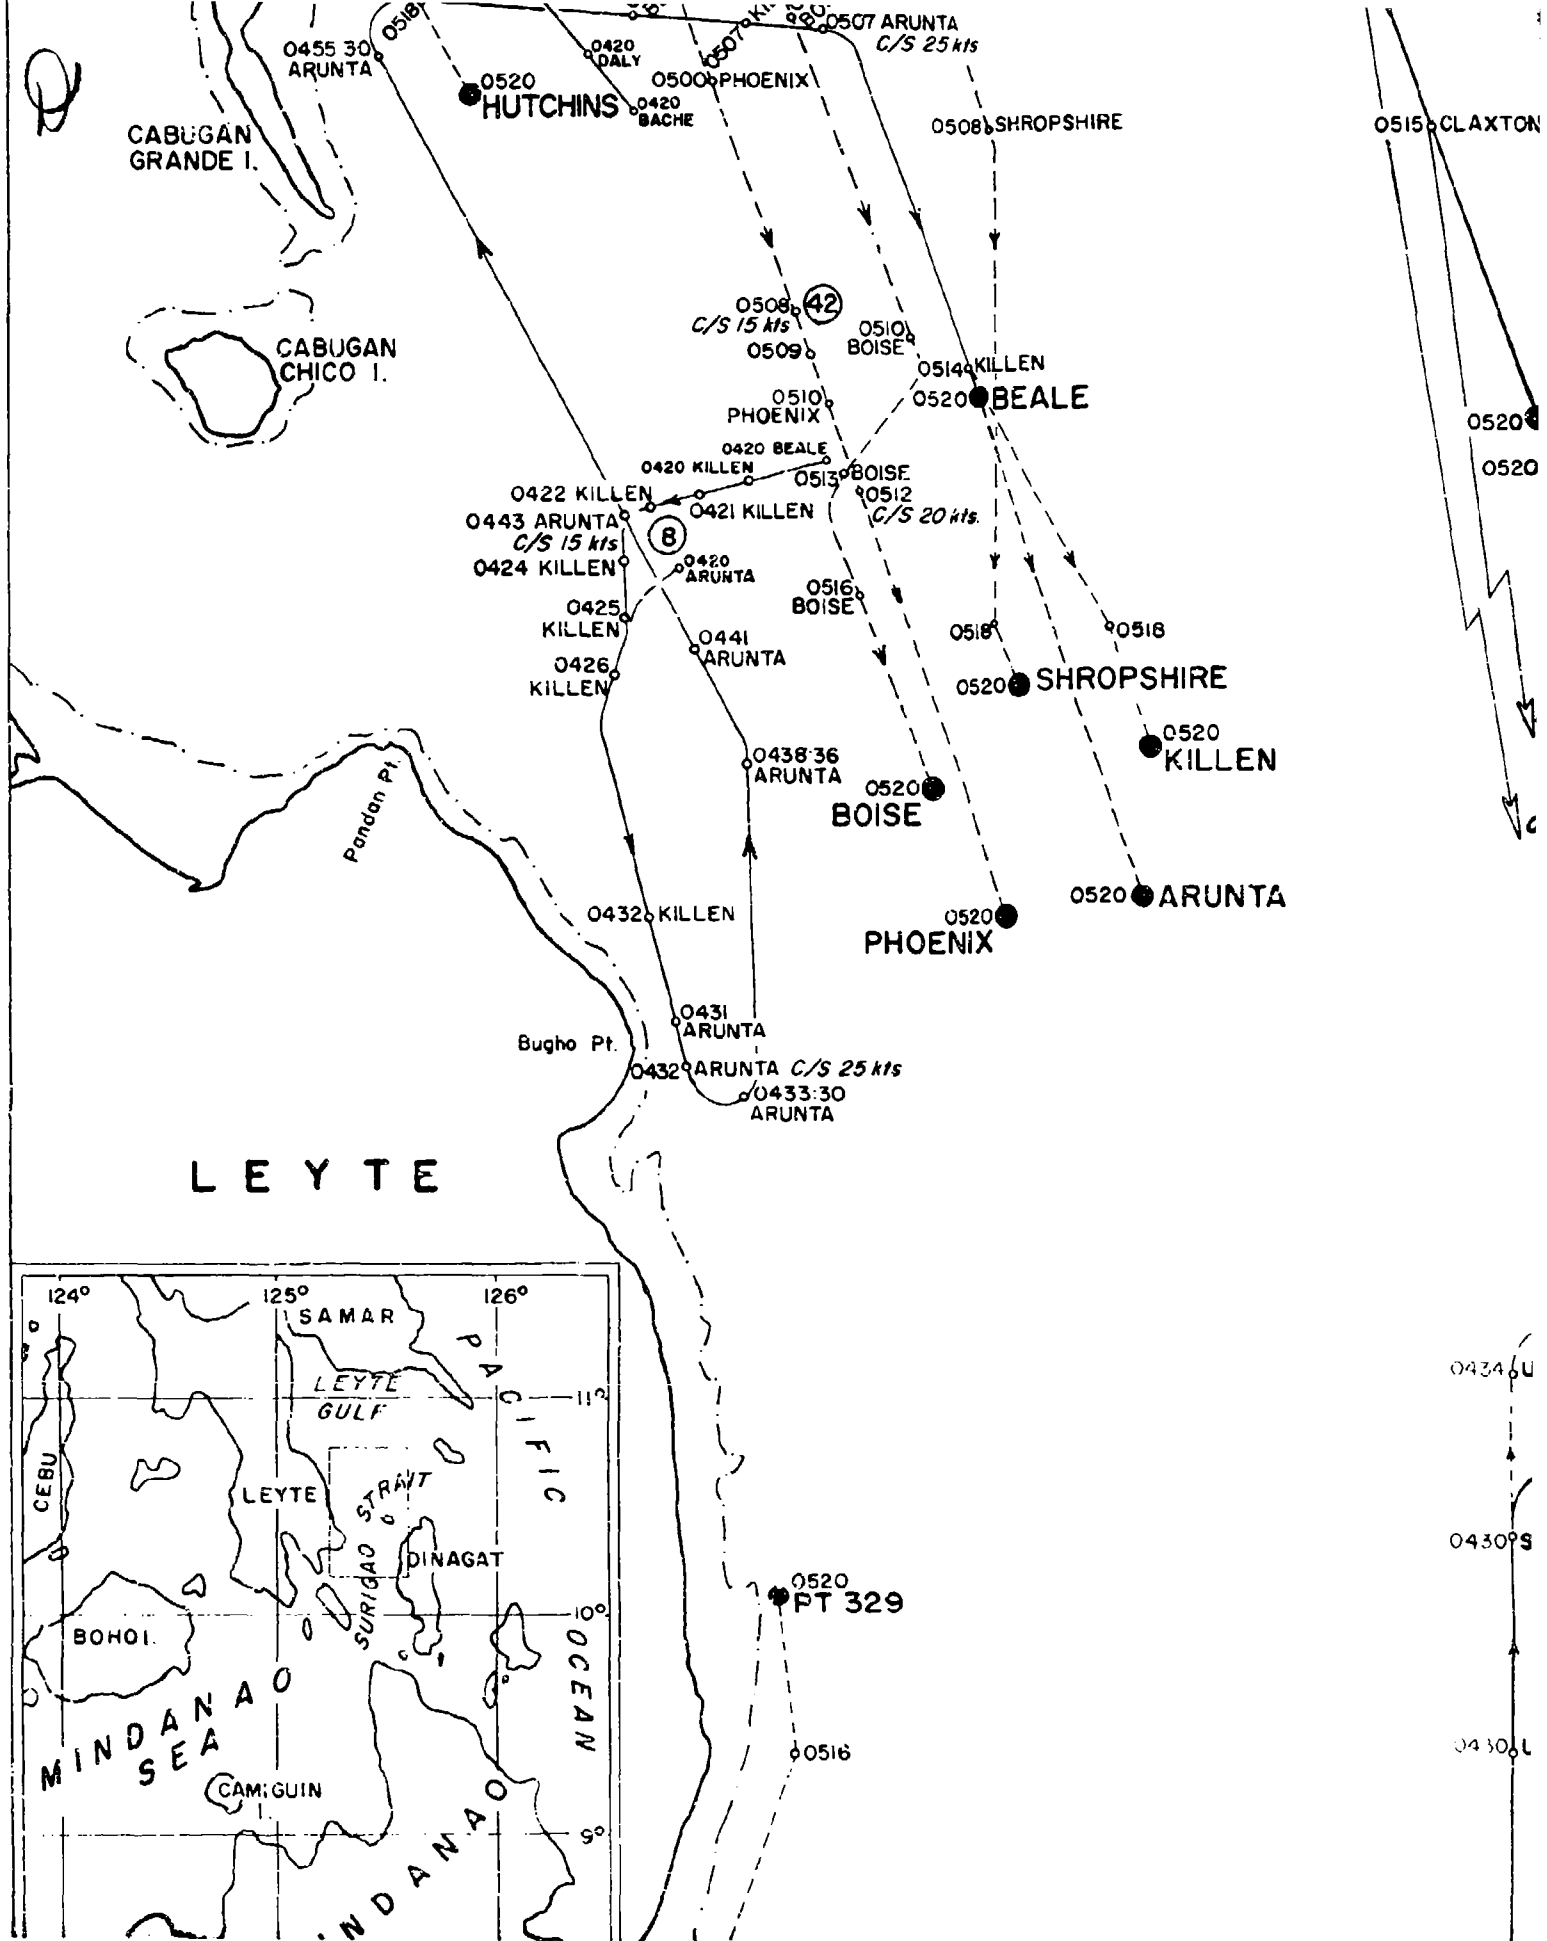 D
0518
0455 30
ARUNTA
0520
HUTCHINS
0420
DALY
0420
BACHE
0507
0500 PHOENIX
0507 ARUNTA
C/S 25 kts
0508 SHROPSHIRE
0515 CLAXTON
CABUGAN
GRANDE I.
CABUGAN
CHICO I.
0508 42
C/S 15 kts
0509
0510
BOISE
0510
PHOENIX
0514 KILLEN
0520 BEALE
0520
0520
0420 BEALE
0420 KILLEN
0513 BOISE
0512
C/S 20 kts.
0422 KILLEN
0421 KILLEN
0443 ARUNTA
C/S 15 kts
8
0424 KILLEN
0420
ARUNTA
0425
KILLEN
0516
BOISE
0441
ARUNTA
0426
KILLEN
0518
0518
0520 SHROPSHIRE
0520
KILLEN
0438:36
ARUNTA
0520
BOISE
Pandan Pt.
0520 ARUNTA
0520
PHOENIX
0432 KILLEN
0431
ARUNTA
Bugho Pt.
0432 ARUNTA C/S 25 kts
0433:30
ARUNTA
LEYTE
124° 125° 126°
SAMAR
PACIFIC
OCEAN
LEYTE
GULF
11°
CEBU
LEYTE
SURIGAO STRAIT
DINAGAT
10°
BOHOL
MINDANAO
SEA
CAMIGUIN
9°
INDANAO
0520
PT 329
0516
0434 U
0430 S
0430 L